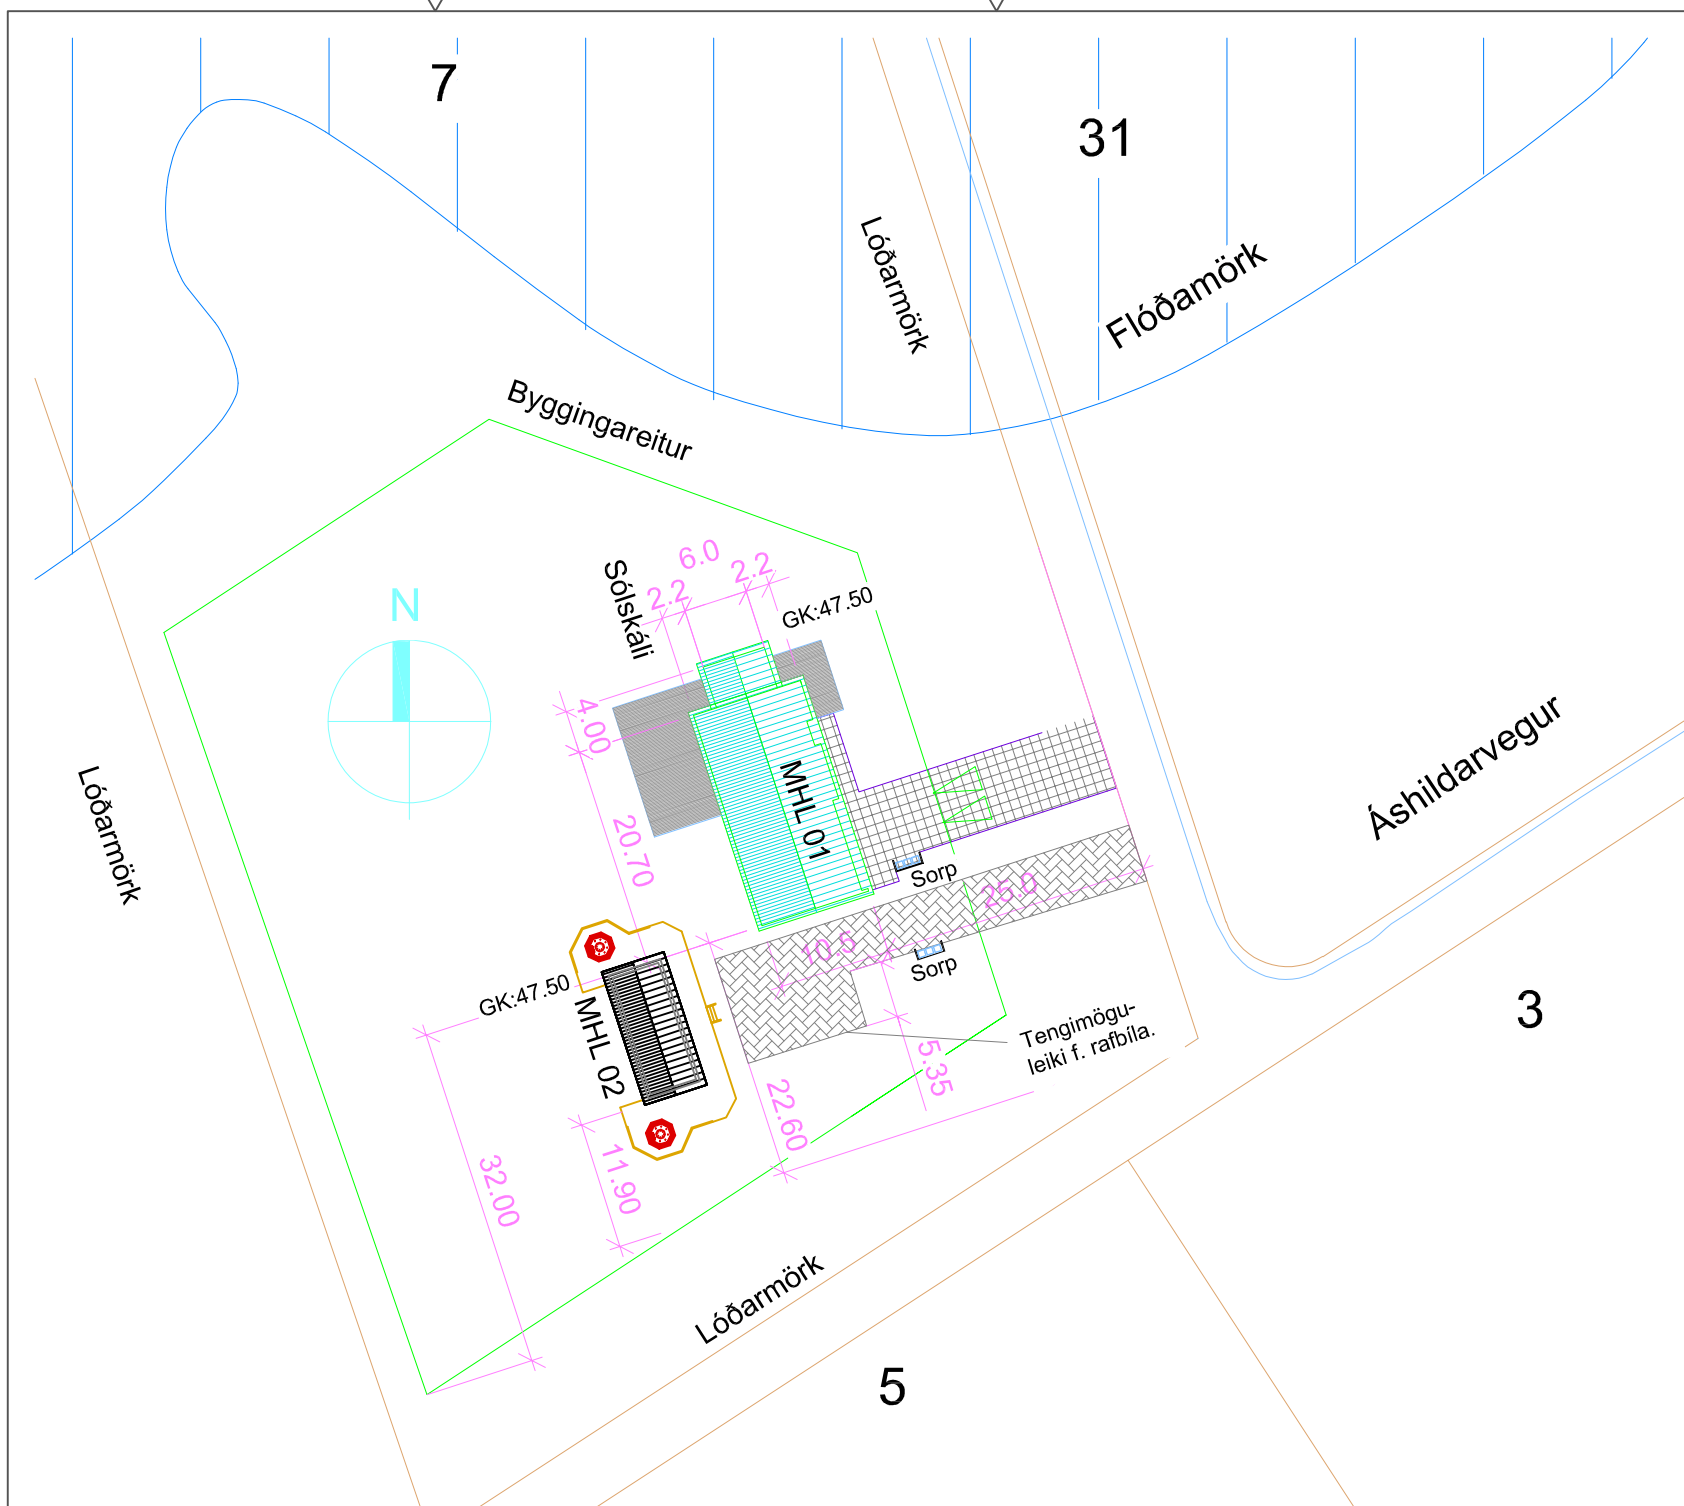 7
31
Lóðarmörk
Flóðamörk
Byggingareitur
6.0
2.2
2.2
Sólskáli
GK:47.50
N
4.00
MHL 01
20.70
Áshildarvegur
Lóðarmörk
Sorp
25.0
10.5
Sorp
GK:47.50
MHL 02
Tengimögu-
leiki f. rafbíla.
3
5.35
22.60
11.90
32.00
Lóðarmörk
5